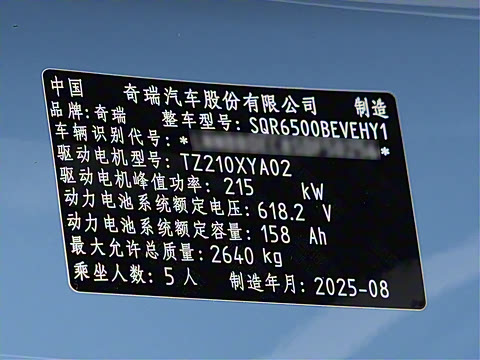 中国 奇瑞汽车股份有限公司 制造
品牌:奇瑞 整车型号:SQR6500BEVEHY1
车辆识别代号:* *
驱动电机型号:TZ210XYA02
驱动电机峰值功率:215 kW
动力电池系统额定电压:618.2 V
动力电池系统额定容量:158 Ah
最大允许总质量:2640 kg
乘坐人数:5人 制造年月:2025-08